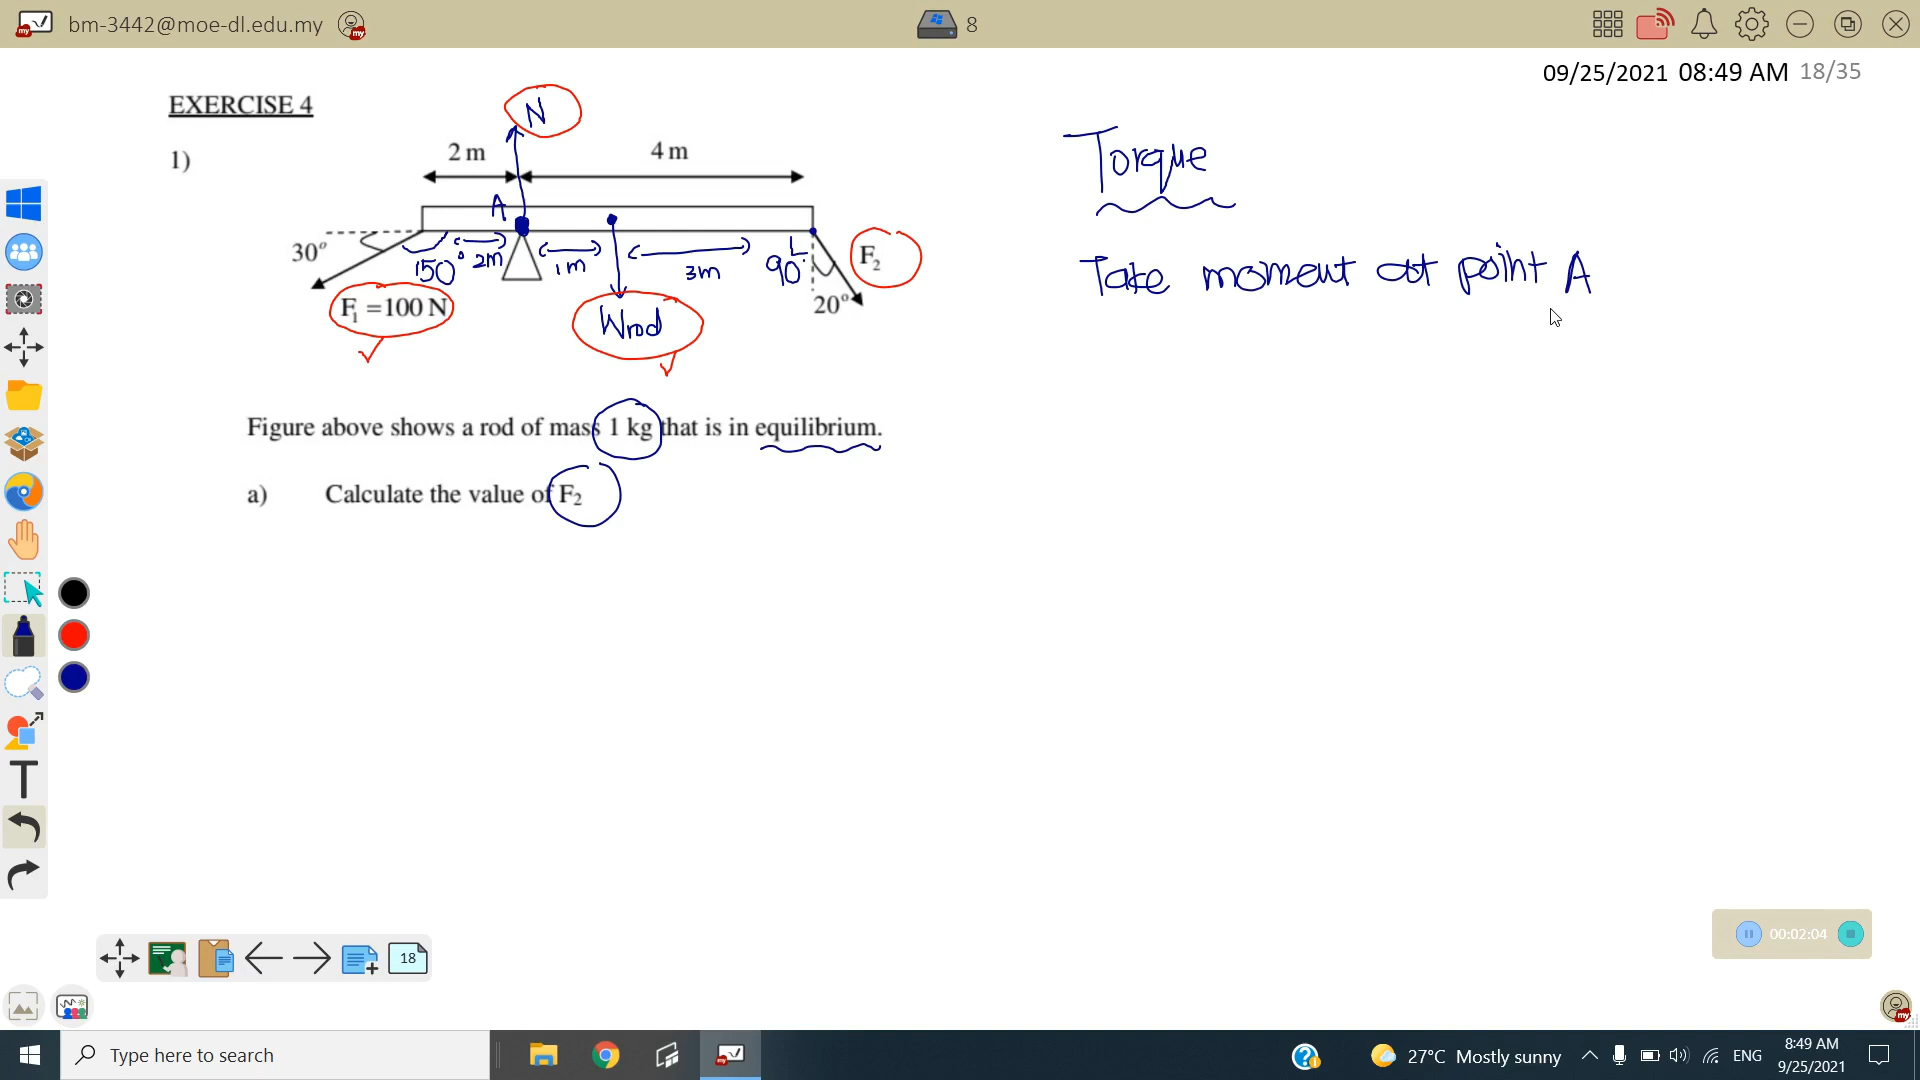 bm-3442@moe-dl.edu.my
8
09/25/2021 08:49 AM 18/35
EXERCISE 4
N
Torque
1)
2 m
4 m
A
30°
150°
2m
1m
3m
90°
F2
Take moment at point A
F1 =100 N
Wrod
20°
Figure above shows a rod of mass 1 kg that is in equilibrium.
a) Calculate the value of F2
T
00:02:04
18
Type here to search
27°C Mostly sunny
ENG
8:49 AM
9/25/2021